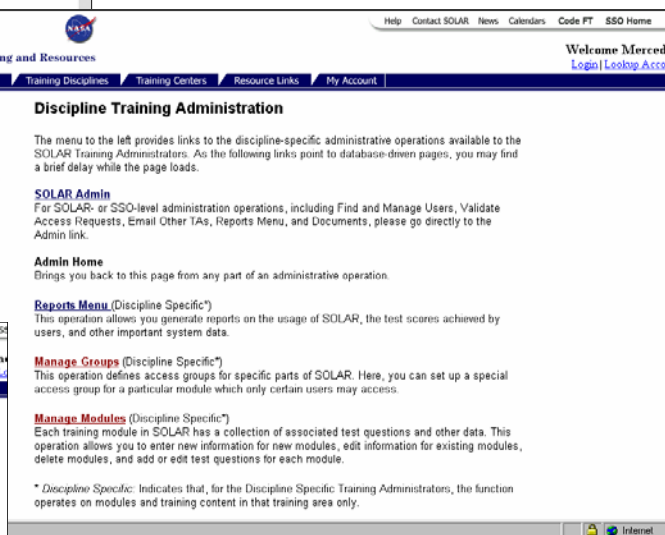 NASA
Help Contact SOLAR News Calendars Code FT SSO Home
Welcome Merced
ng and Resources
Login | Lookup Acco
Training Disciplines Training Centers Resource Links My Account
Discipline Training Administration
The menu to the left provides links to the discipline-specific administrative operations available to the
SOLAR Training Administrators. As the following links point to database-driven pages, you may find
a brief delay while the page loads.
SOLAR Admin
For SOLAR- or SSO-level administration operations, including Find and Manage Users, Validate
Access Requests, Email Other TAs, Reports Menu, and Documents, please go directly to the
Admin link.
Admin Home
Brings you back to this page from any part of an administrative operation.
Reports Menu (Discipline Specific*)
This operation allows you generate reports on the usage of SOLAR, the test scores achieved by
users, and other important system data.
Manage Groups (Discipline Specific*)
This operation defines access groups for specific parts of SOLAR. Here, you can set up a special
access group for a particular module which only certain users may access.
Manage Modules (Discipline Specific*)
Each training module in SOLAR has a collection of associated test questions and other data. This
operation allows you to enter new information for new modules, edit information for existing modules,
delete modules, and add or edit test questions for each module.
* Discipline Specific: Indicates that, for the Discipline Specific Training Administrators, the function
operates on modules and training content in that training area only.
Internet